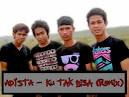 ADISTA - KU TAK BISA (REMIX)